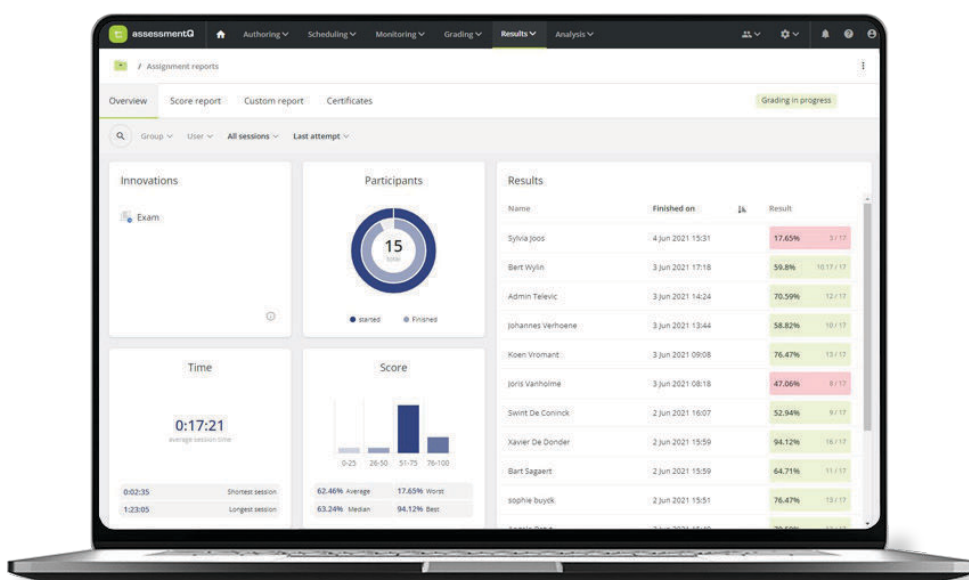 assessmentQ Authoring Scheduling Monitoring Grading Results Analysis
/ Assignment reports
Overview Score report Custom report Certificates Grading in progress
Group User All sessions Last attempt
Innovations
Exam
Participants
15
total
started Finished
Time
0:17:21
average session time
0:02:35 Shortest session
1:23:05 Longest session
Score
0-25 26-50 51-75 76-100
62.46% Average 17.65% Worst
63.24% Median 94.12% Best
Results
Name Finished on Result
Sylvia Joos 4 Jun 2021 15:31 17.65% 3 / 17
Bert Wylin 3 Jun 2021 17:18 59.8% 10.17 / 17
Admin Televic 3 Jun 2021 14:24 70.59% 12 / 17
Johannes Verhoene 3 Jun 2021 13:44 58.82% 10 / 17
Koen Vromant 3 Jun 2021 09:08 76.47% 13 / 17
Joris Vanholme 3 Jun 2021 08:18 47.06% 8 / 17
Swint De Coninck 2 Jun 2021 16:07 52.94% 9 / 17
Xavier De Donder 2 Jun 2021 15:59 94.12% 16 / 17
Bart Sagaert 2 Jun 2021 15:59 64.71% 11 / 17
sophie buyck 2 Jun 2021 15:51 76.47% 13 / 17